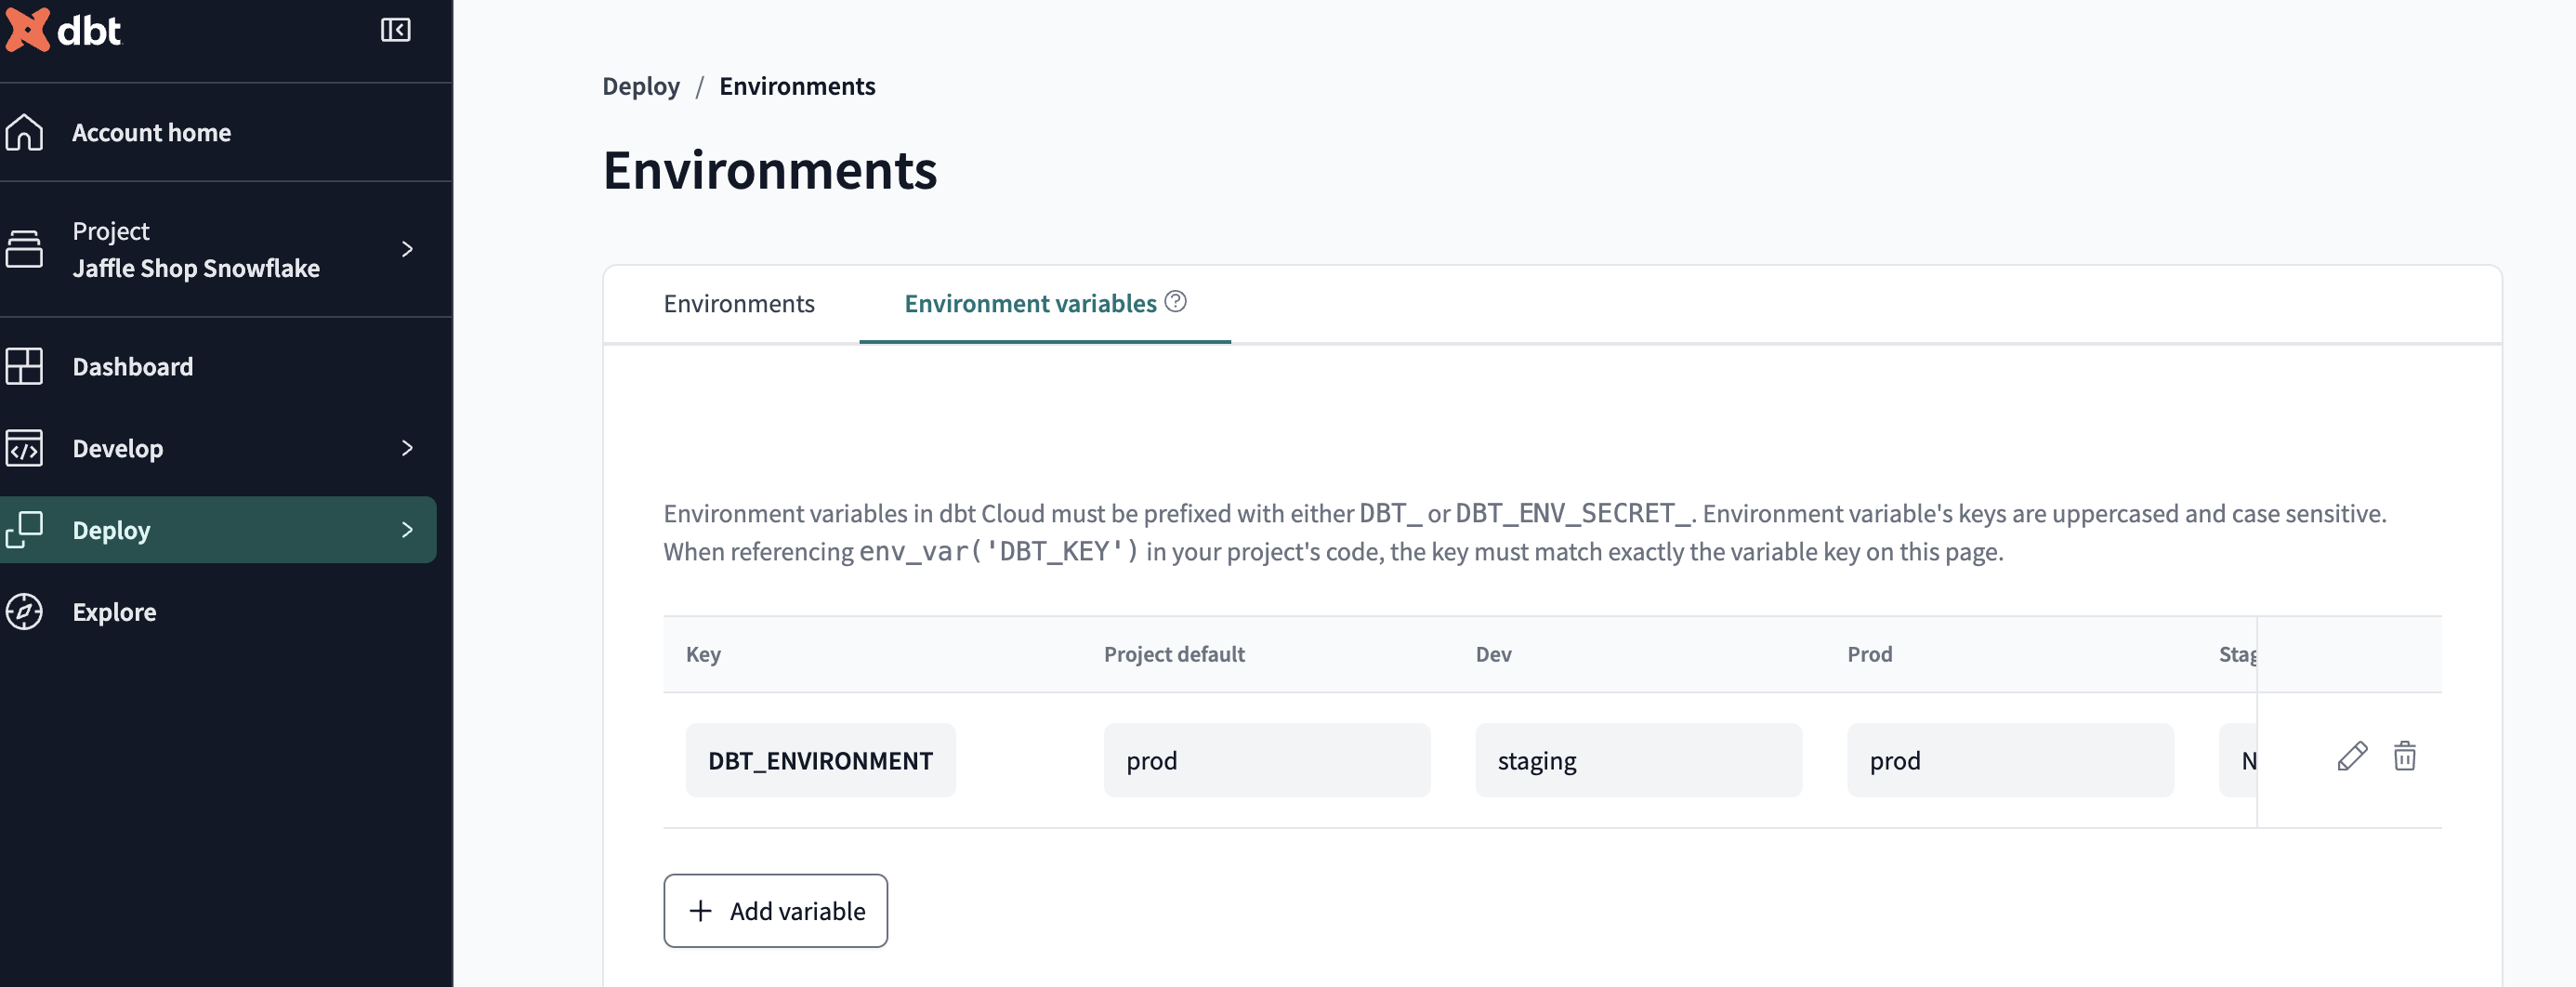 dbt
Account home
Project
Jaffle Shop Snowflake
Dashboard
Develop
Deploy
Explore
Deploy / Environments
Environments
Environments
Environment variables
Environment variables in dbt Cloud must be prefixed with either DBT_ or DBT_ENV_SECRET_. Environment variable's keys are uppercased and case sensitive.
When referencing env_var('DBT_KEY') in your project's code, the key must match exactly the variable key on this page.
Key Project default Dev Prod
DBT_ENVIRONMENT prod staging prod
+ Add variable